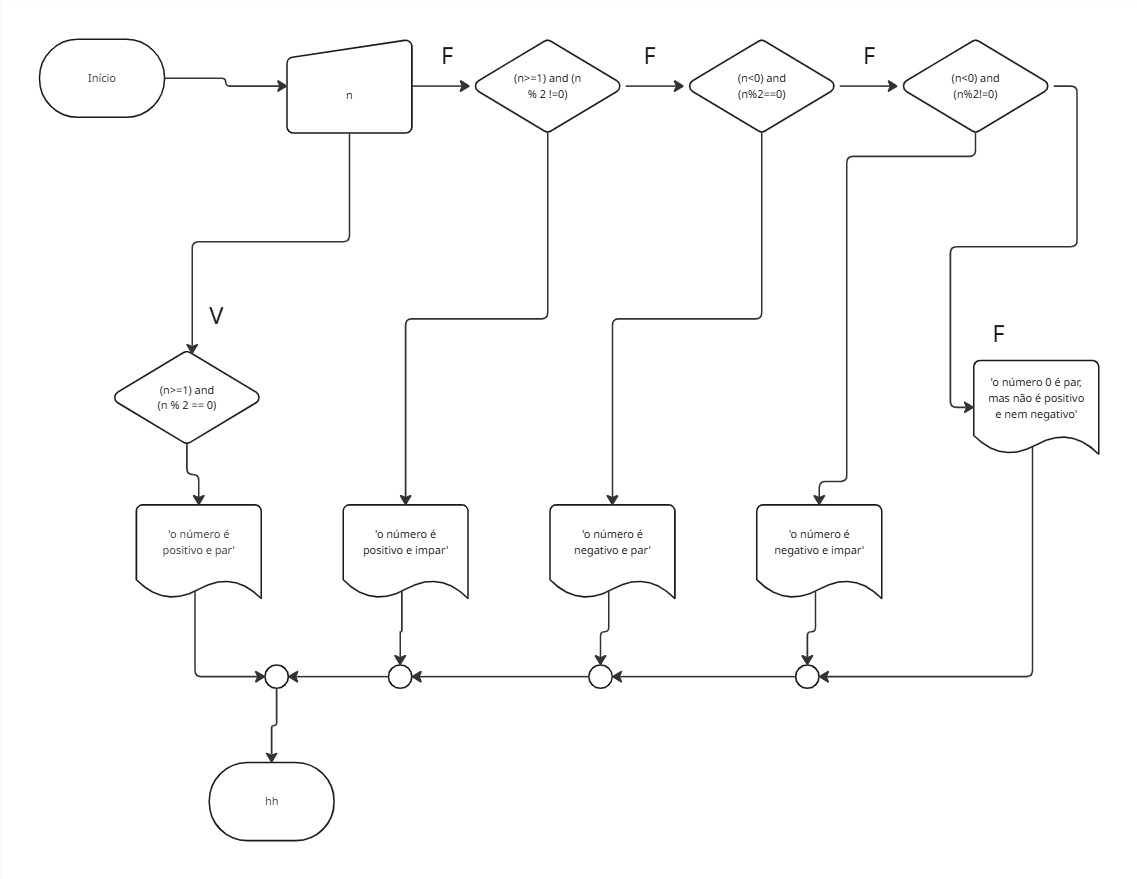 Início
n
F
(n>=1) and (n
% 2 !=0)
F
(n<0) and
(n%2==0)
F
(n<0) and
(n%2!=0)
V
(n>=1) and
(n % 2 == 0)
F
'o número 0 é par,
mas não é positivo
e nem negativo'
'o número é
positivo e par'
'o número é
positivo e impar'
'o número é
negativo e par'
'o número é
negativo e impar'
hh